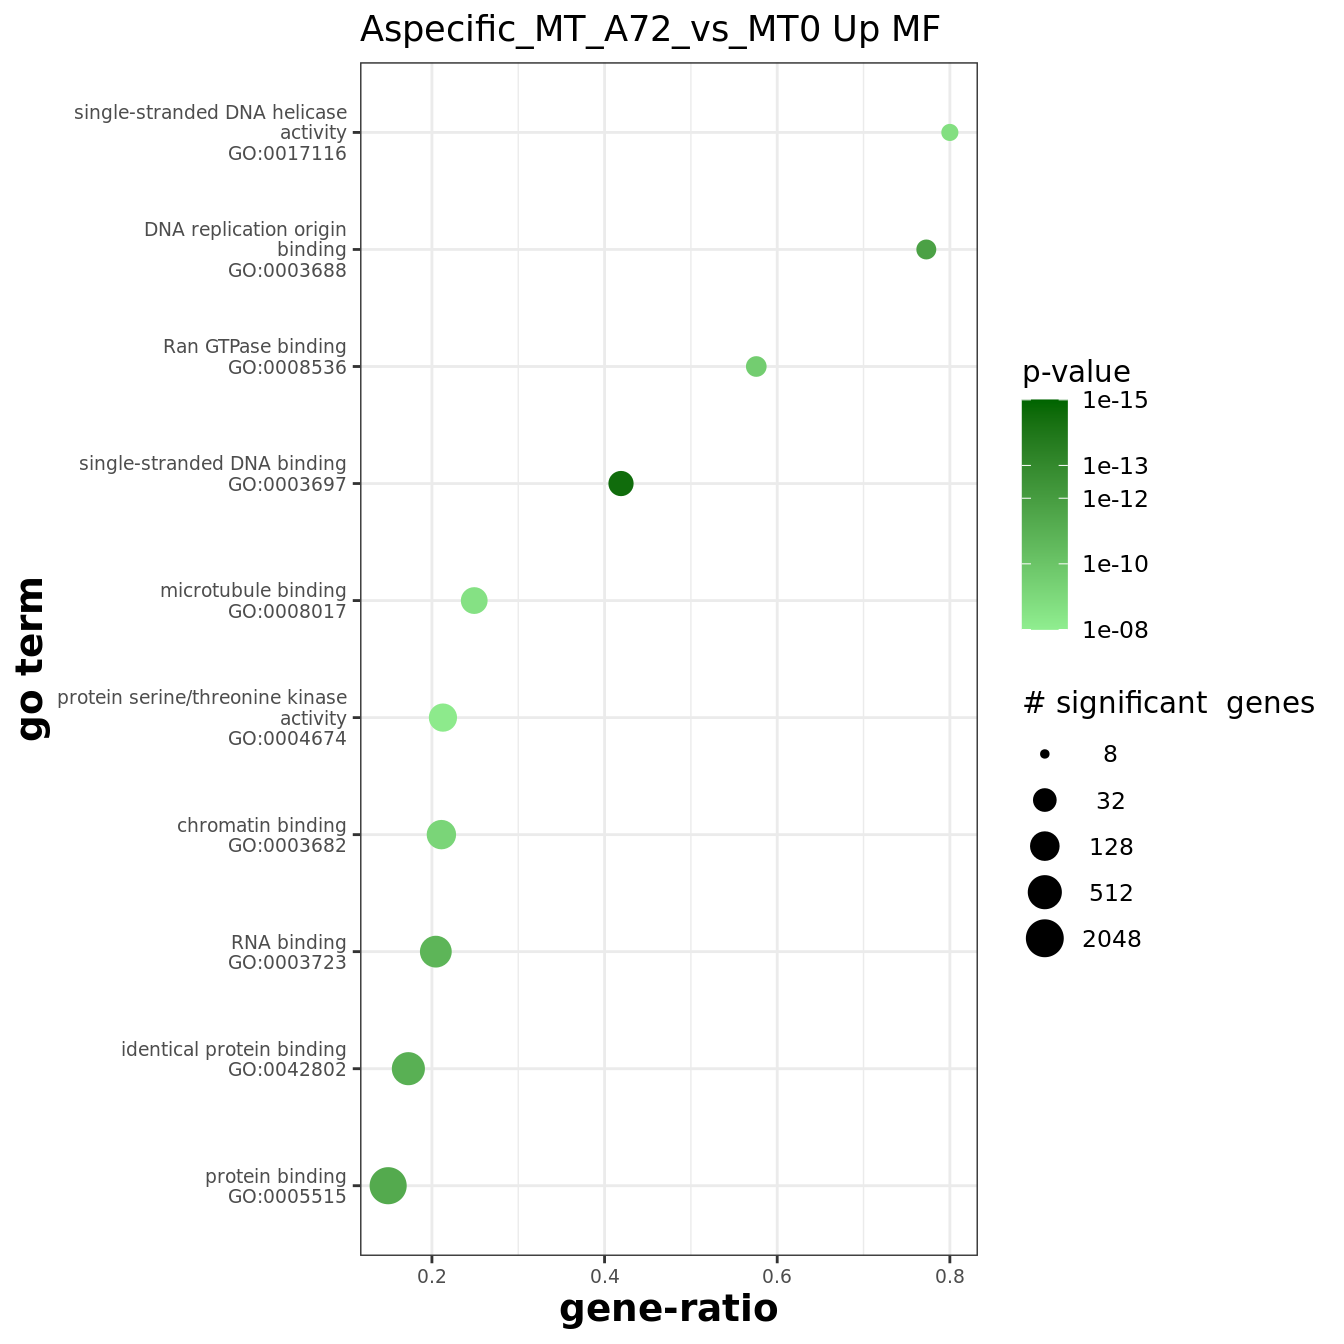 Aspecific_MT_A72_vs_MT0 Up MF
single-stranded DNA helicase
activity
GO:0017116
DNA replication origin
binding
GO:0003688
Ran GTPase binding
GO:0008536
single-stranded DNA binding
GO:0003697
microtubule binding
GO:0008017
protein serine/threonine kinase
activity
GO:0004674
chromatin binding
GO:0003682
RNA binding
GO:0003723
identical protein binding
GO:0042802
protein binding
GO:0005515
go term
0.2 0.4 0.6 0.8
gene-ratio
p-value
1e-15
1e-13
1e-12
1e-10
1e-08
# significant  genes
8
32
128
512
2048